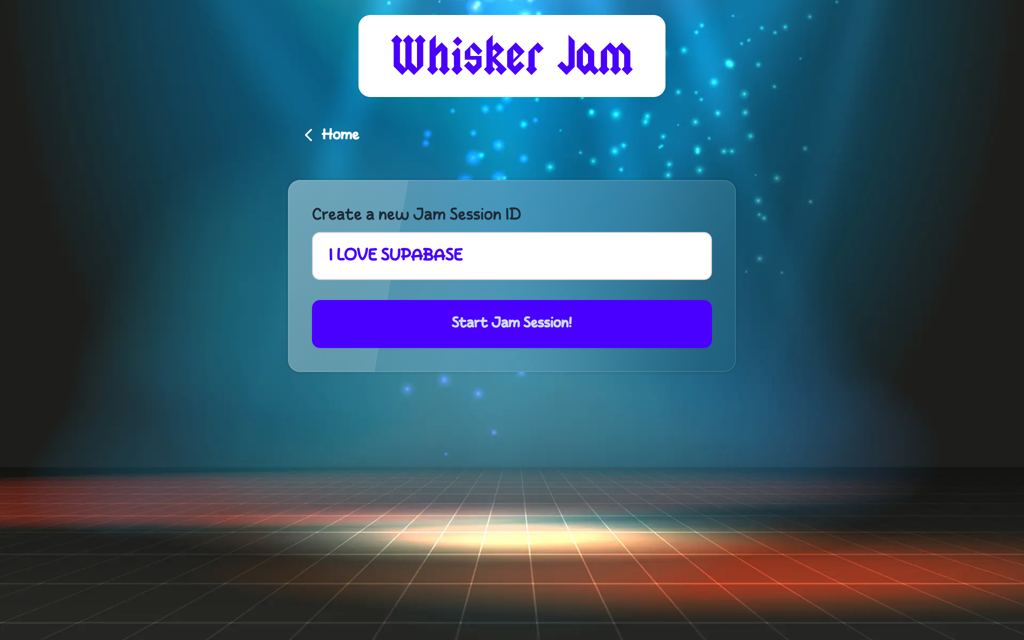 Whisker Jam
Home
Create a new Jam Session ID
I LOVE SUPABASE
Start Jam Session!